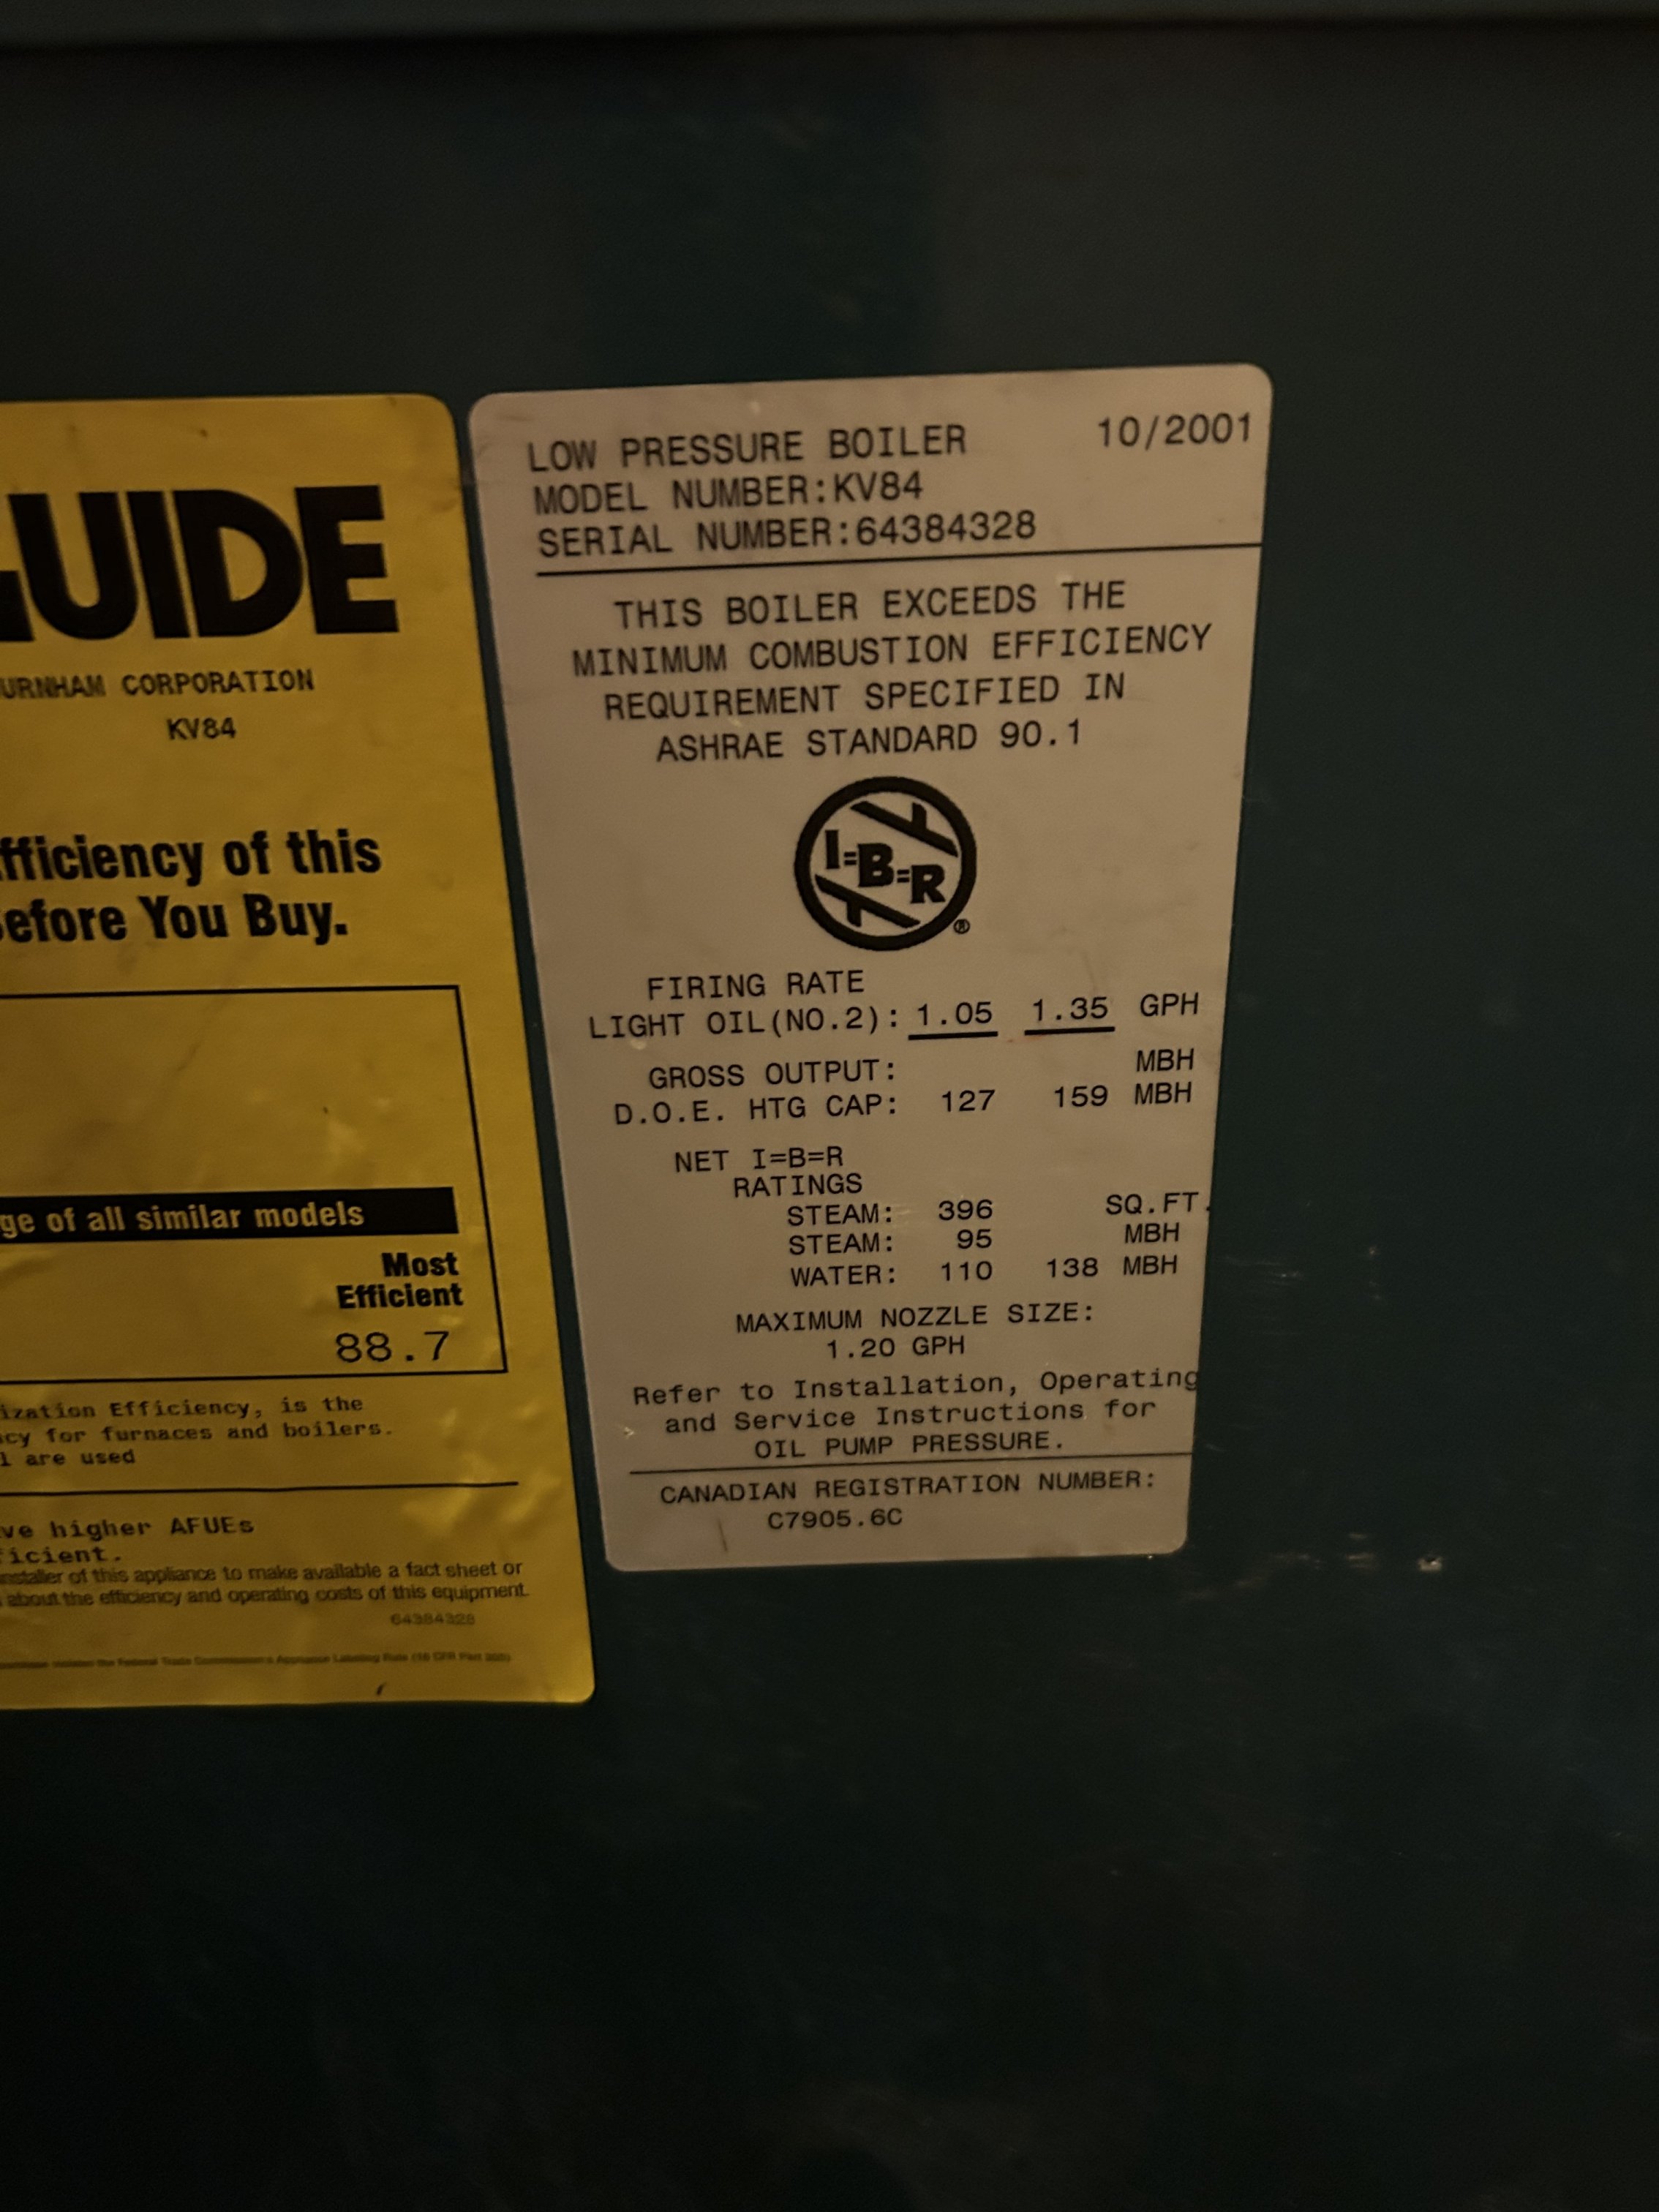 GUIDE
URNHAM CORPORATION
KV84
fficiency of this
Before You Buy.
ge of all similar models
Most
Efficient
88.7
ization Efficiency, is the
cy for furnaces and boilers.
l are used
ve higher AFUEs
icient.
nstaller of this appliance to make available a fact sheet or
about the efficiency and operating costs of this equipment.
64384328
LOW PRESSURE BOILER 10/2001
MODEL NUMBER:KV84
SERIAL NUMBER:64384328
THIS BOILER EXCEEDS THE
MINIMUM COMBUSTION EFFICIENCY
REQUIREMENT SPECIFIED IN
ASHRAE STANDARD 90.1
I=B=R
®
FIRING RATE
LIGHT OIL(NO.2): 1.05 1.35 GPH
GROSS OUTPUT: MBH
D.O.E. HTG CAP: 127 159 MBH
NET I=B=R
RATINGS
STEAM: 396 SQ.FT.
STEAM: 95 MBH
WATER: 110 138 MBH
MAXIMUM NOZZLE SIZE:
1.20 GPH
Refer to Installation, Operating
and Service Instructions for
OIL PUMP PRESSURE.
CANADIAN REGISTRATION NUMBER:
C7905.6C